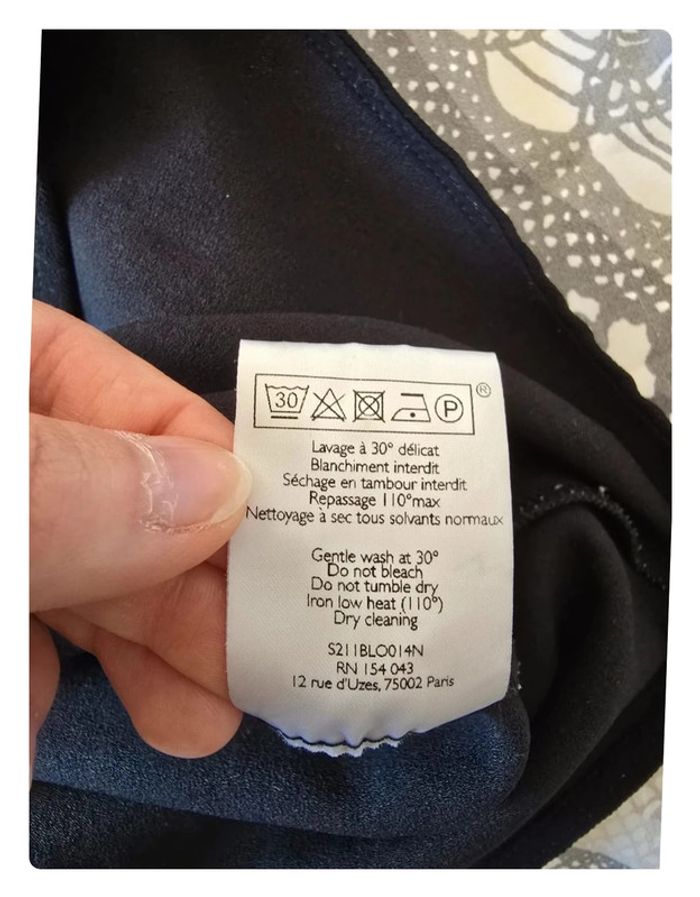 30 P ®
Lavage à 30° délicat
Blanchiment interdit
Séchage en tambour interdit
Repassage 110°max
Nettoyage à sec tous solvants normaux
Gentle wash at 30°
Do not bleach
Do not tumble dry
Iron low heat (110°)
Dry cleaning
S211BLO014N
RN 154 043
12 rue d'Uzes, 75002 Paris